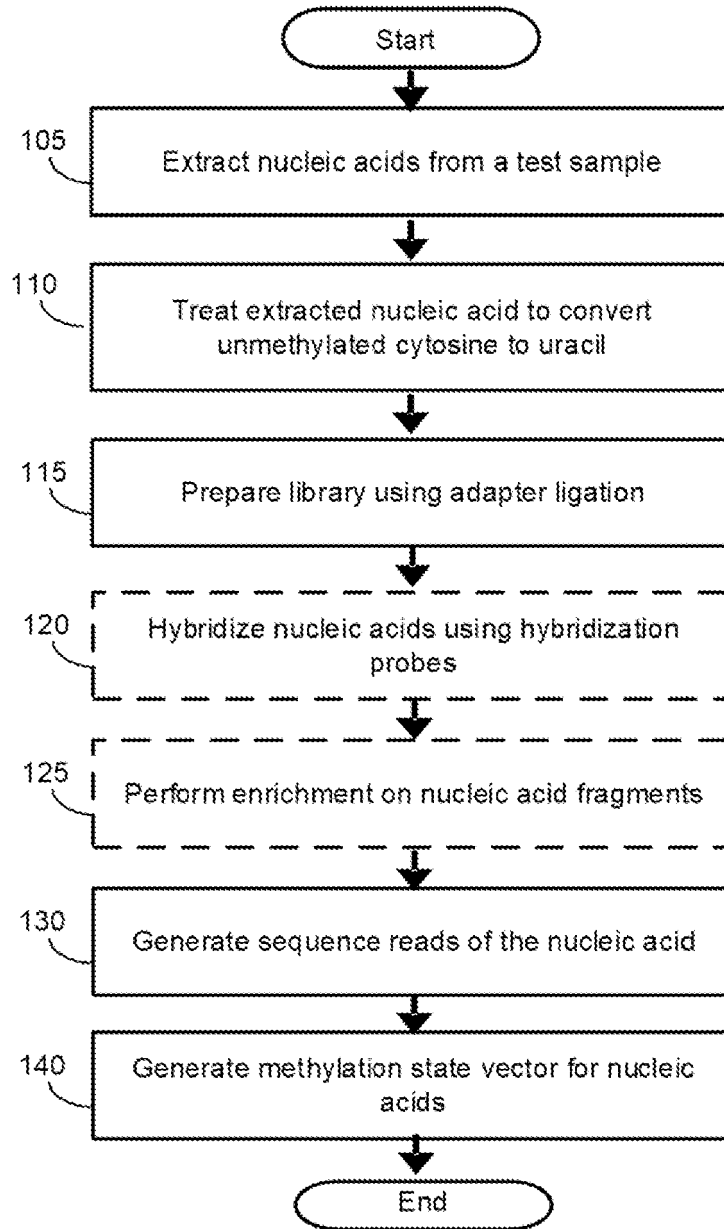 Start
105
Extract nucleic acids from a test sample
110
Treat extracted nucleic acid to convert
unmethylated cytosine to uracil
115
Prepare library using adapter ligation
120
Hybridize nucleic acids using hybridization
probes
125
Perform enrichment on nucleic acid fragments
130
Generate sequence reads of the nucleic acid
140
Generate methylation state vector for nucleic
acids
End